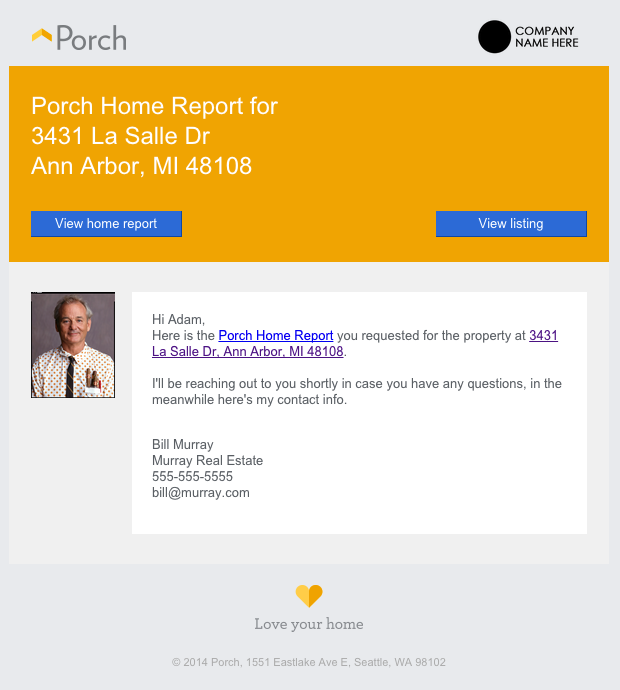 Porch
COMPANY
NAME HERE
Porch Home Report for
3431 La Salle Dr
Ann Arbor, MI 48108
View home report
View listing
Hi Adam,
Here is the Porch Home Report you requested for the property at 3431
La Salle Dr, Ann Arbor, MI 48108.
I'll be reaching out to you shortly in case you have any questions, in the
meanwhile here's my contact info.
Bill Murray
Murray Real Estate
555-555-5555
bill@murray.com
Love your home
© 2014 Porch, 1551 Eastlake Ave E, Seattle, WA 98102